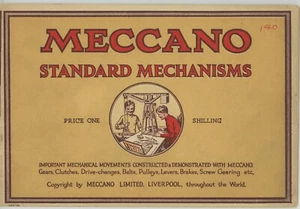 MECCANO
STANDARD MECHANISMS
PRICE ONE SHILLING
IMPORTANT MECHANICAL MOVEMENTS CONSTRUCTED & DEMONSTRATED WITH MECCANO.
Gears, Clutches, Drive-changes, Belts, Pulleys, Levers, Brakes, Screw Gearing etc.
Copyright by MECCANO LIMITED, LIVERPOOL, throughout the World.